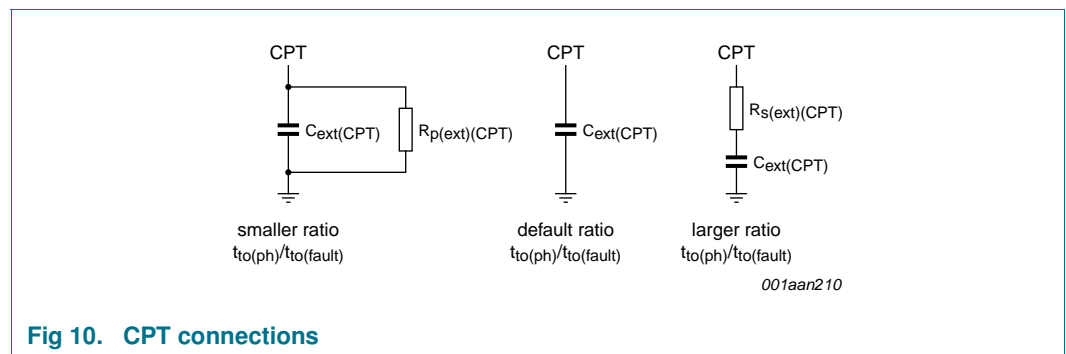 CPT CPT CPT
Cext(CPT) Rp(ext)(CPT) Cext(CPT) Rs(ext)(CPT)
Cext(CPT)
smaller ratio default ratio larger ratio
tto(ph)/tto(fault) tto(ph)/tto(fault) tto(ph)/tto(fault)
001aan210
Fig 10. CPT connections